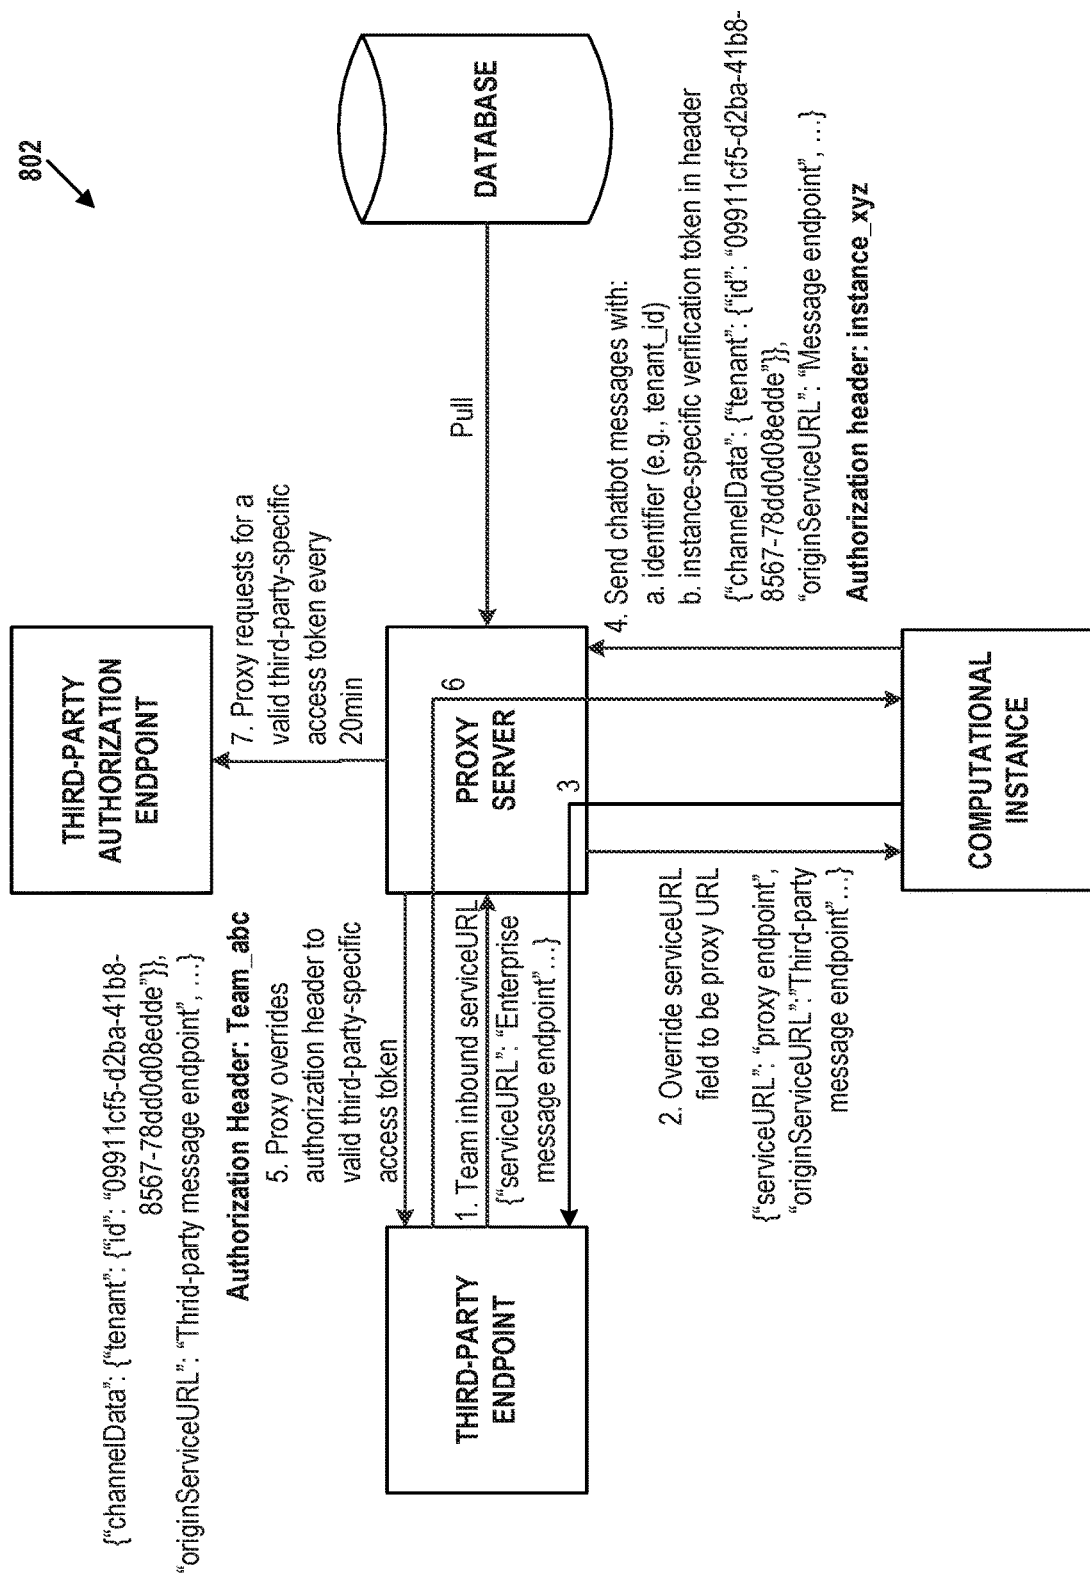 802
THIRD-PARTY
AUTHORIZATION
ENDPOINT
{“channelData”: {“tenant”: {“id”: “09911cf5-d2ba-41b8-
8567-78dd0d08edde”}},
“originServiceURL”: “Thrid-party message endpoint”, ...}
Authorization Header: Team_abc
5. Proxy overrides
authorization header to
valid third-party-specific
access token
7. Proxy requests for a
valid third-party-specific
access token every
20min
Pull
DATABASE
THIRD-PARTY
ENDPOINT
1. Team inbound serviceURL
{“serviceURL”: “Enterprise
message endpoint”...}
PROXY
SERVER
6
3
2. Override serviceURL
field to be proxy URL
{“serviceURL”: “proxy endpoint”,
“originServiceURL”:”Third-party
message endpoint”...}
4. Send chatbot messages with:
a. identifier (e.g., tenant_id)
b. instance-specific verification token in header
{“channelData”: {“tenant”: {“id”: “09911cf5-d2ba-41b8-
8567-78dd0d08edde”}},
“originServiceURL”: “Message endpoint”, ...}
Authorization header: instance_xyz
COMPUTATIONAL
INSTANCE